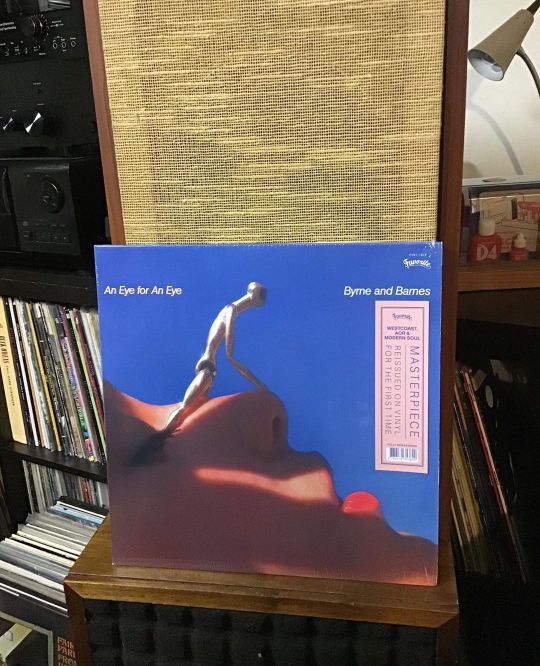 Favorite
An Eye for An Eye
Byrne and Barnes
WESTCOAST,
AOR &
MODERN SOUL
MASTERPIECE
REISSUED ON VINYL
FOR THE FIRST TIME
D4